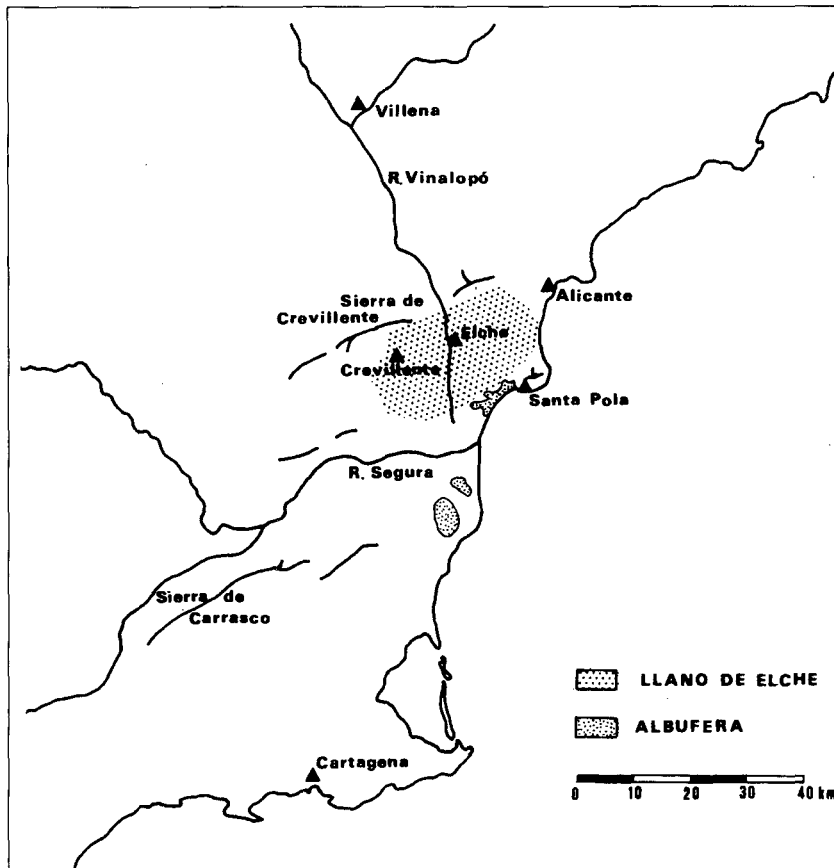 Villena
R. Vinalopó
Alicante
Sierra de
Crevillente
Elche
Crevillente
Santa Pola
R. Segura
Sierra de
Carrasco
LLANO DE ELCHE
ALBUFERA
Cartagena
0 10 20 30 40 km